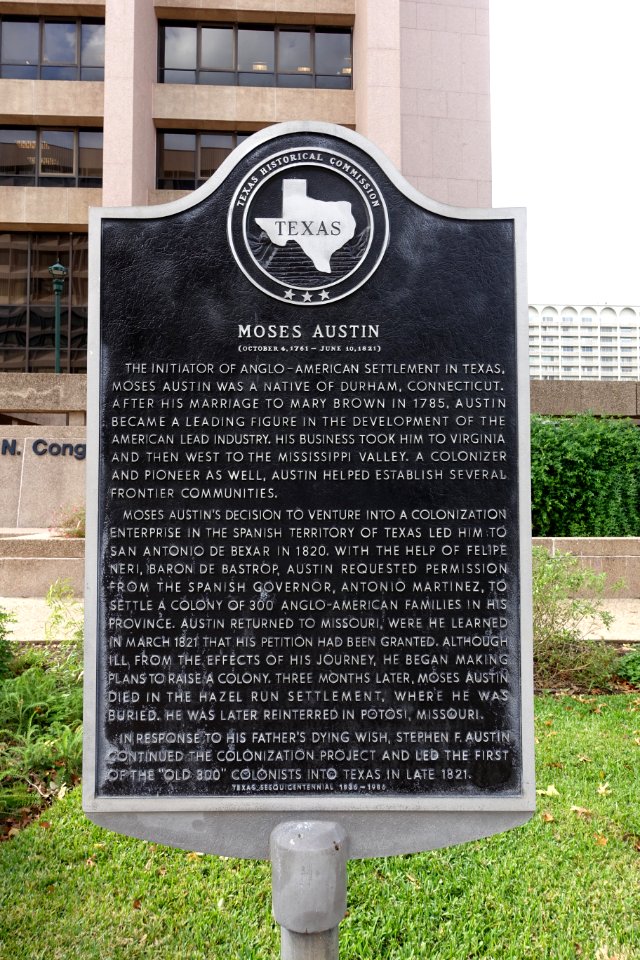 TEXAS HISTORICAL COMMISSION
TEXAS
MOSES AUSTIN
(OCTOBER 4, 1761 – JUNE 10, 1821)
THE INITIATOR OF ANGLO-AMERICAN SETTLEMENT IN TEXAS,
MOSES AUSTIN WAS A NATIVE OF DURHAM, CONNECTICUT.
AFTER HIS MARRIAGE TO MARY BROWN IN 1785, AUSTIN
BECAME A LEADING FIGURE IN THE DEVELOPMENT OF THE
AMERICAN LEAD INDUSTRY. HIS BUSINESS TOOK HIM TO VIRGINIA
AND THEN WEST TO THE MISSISSIPPI VALLEY. A COLONIZER
AND PIONEER AS WELL, AUSTIN HELPED ESTABLISH SEVERAL
FRONTIER COMMUNITIES.
MOSES AUSTIN'S DECISION TO VENTURE INTO A COLONIZATION
ENTERPRISE IN THE SPANISH TERRITORY OF TEXAS LED HIM TO
SAN ANTONIO DE BEXAR IN 1820. WITH THE HELP OF FELIPE
NERI, BARON DE BASTROP, AUSTIN REQUESTED PERMISSION
FROM THE SPANISH GOVERNOR, ANTONIO MARTINEZ, TO
SETTLE A COLONY OF 300 ANGLO-AMERICAN FAMILIES IN HIS
PROVINCE. AUSTIN RETURNED TO MISSOURI, WERE HE LEARNED
IN MARCH 1821 THAT HIS PETITION HAD BEEN GRANTED. ALTHOUGH
ILL FROM THE EFFECTS OF HIS JOURNEY, HE BEGAN MAKING
PLANS TO RAISE A COLONY. THREE MONTHS LATER, MOSES AUSTIN
DIED IN THE HAZEL RUN SETTLEMENT, WHERE HE WAS
BURIED. HE WAS LATER REINTERRED IN POTOSI, MISSOURI.
IN RESPONSE TO HIS FATHER'S DYING WISH, STEPHEN F. AUSTIN
CONTINUED THE COLONIZATION PROJECT AND LED THE FIRST
OF THE "OLD 300" COLONISTS INTO TEXAS IN LATE 1821.
TEXAS SESQUICENTENNIAL 1836–1986
N. Cong